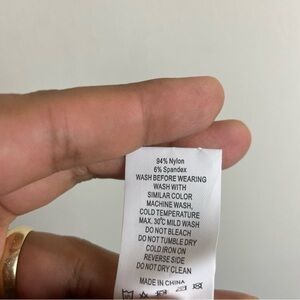 94% Nylon
6% Spandex
WASH BEFORE WEARING
WASH WITH
SIMILAR COLOR
MACHINE WASH,
COLD TEMPERATURE
MAX. 30℃ MILD WASH
DO NOT BLEACH
DO NOT TUMBLE DRY
COLD IRON ON
REVERSE SIDE
DO NOT DRY CLEAN
MADE IN CHINA